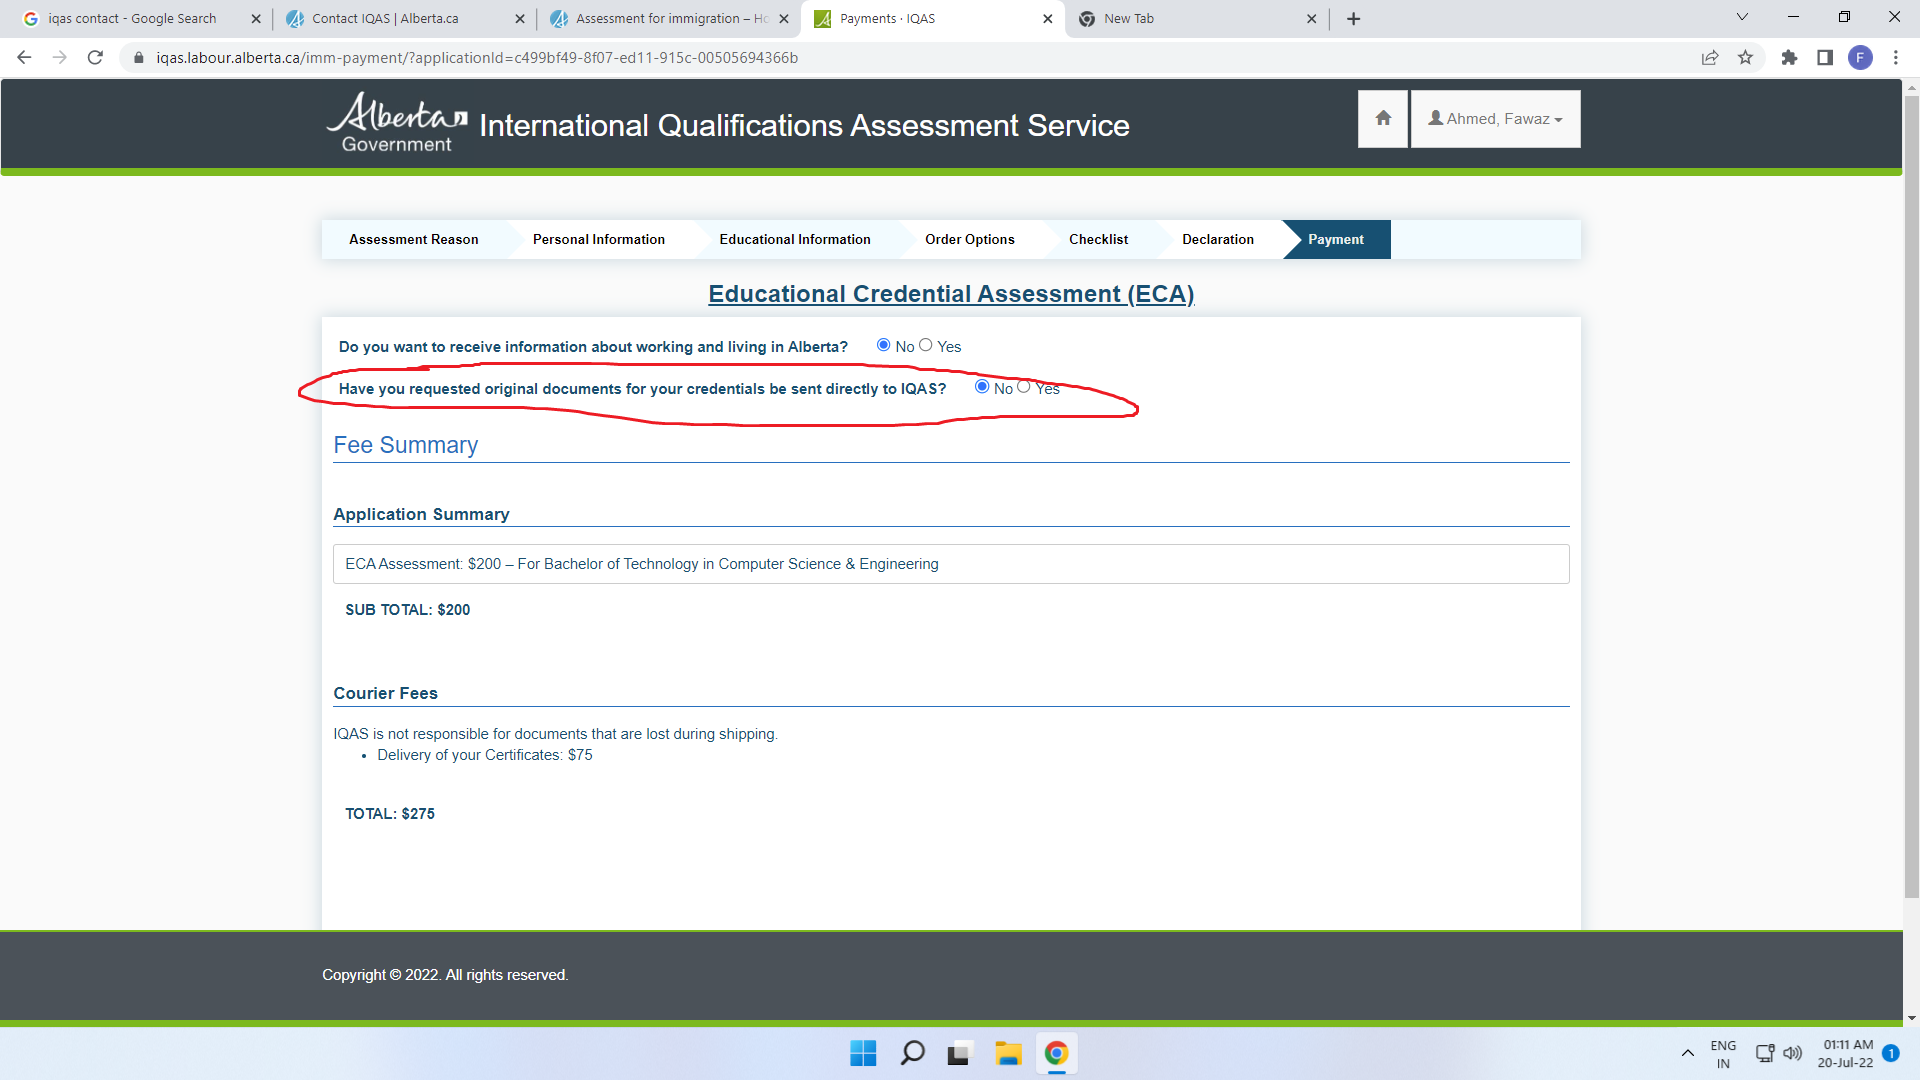 iqas contact - Google Search
Contact IQAS | Alberta.ca
Assessment for immigration – Ho
Payments · IQAS
New Tab
iqas.labour.alberta.ca/imm-payment/?applicationId=c499bf49-8f07-ed11-915c-00505694366b
F
Alberta
Government
International Qualifications Assessment Service
Ahmed, Fawaz
Assessment Reason
Personal Information
Educational Information
Order Options
Checklist
Declaration
Payment
Educational Credential Assessment (ECA)
Do you want to receive information about working and living in Alberta? No Yes
Have you requested original documents for your credentials be sent directly to IQAS? No Yes
Fee Summary
Application Summary
ECA Assessment: $200 – For Bachelor of Technology in Computer Science & Engineering
SUB TOTAL: $200
Courier Fees
IQAS is not responsible for documents that are lost during shipping.
• Delivery of your Certificates: $75
TOTAL: $275
Copyright © 2022. All rights reserved.
ENG
IN
01:11 AM
20-Jul-22
1